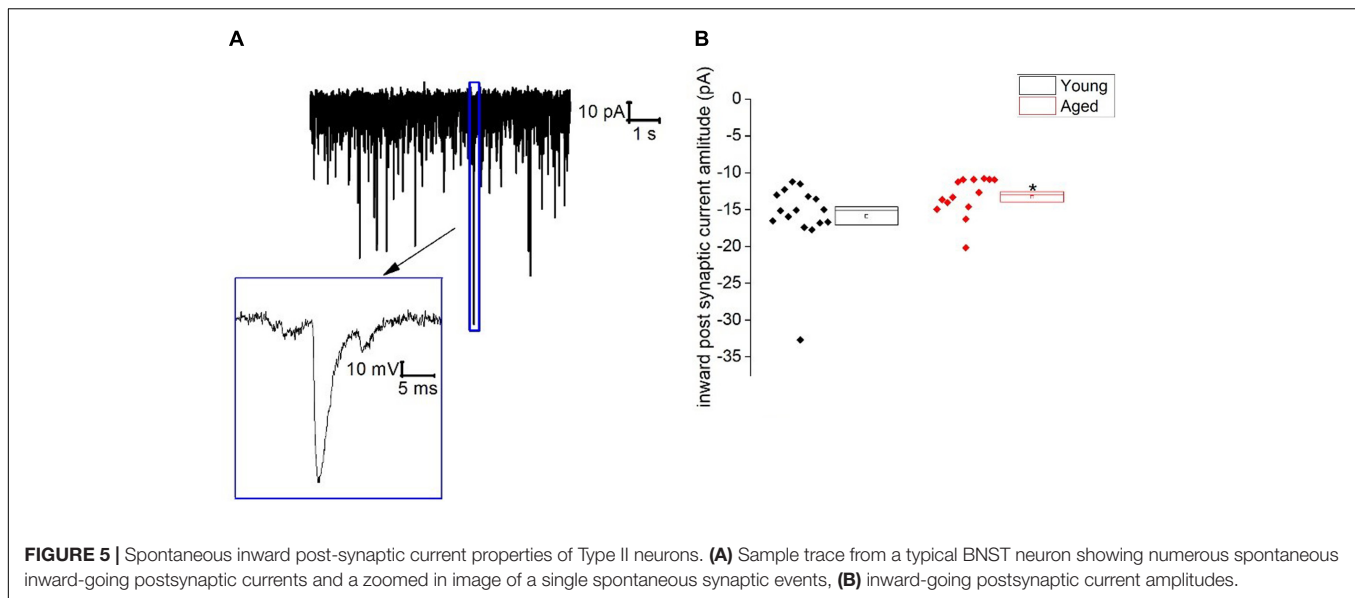 A
B
10 pA
1 s
10 mV
5 ms
inward post synaptic current amlitude (pA)
0
-5
-10
-15
-20
-25
-30
-35
Young
Aged
*
FIGURE 5 | Spontaneous inward post-synaptic current properties of Type II neurons. (A) Sample trace from a typical BNST neuron showing numerous spontaneous
inward-going postsynaptic currents and a zoomed in image of a single spontaneous synaptic events, (B) inward-going postsynaptic current amplitudes.